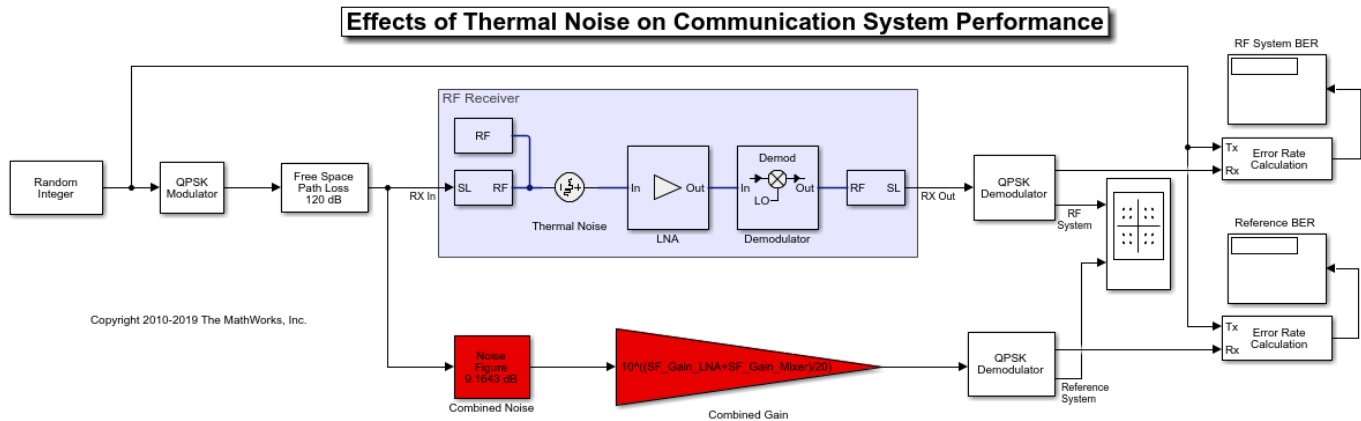 Effects of Thermal Noise on Communication System Performance
RF System BER
RF Receiver
RF
Random
Integer
QPSK
Modulator
Free Space
Path Loss
120 dB
RX In
SL
RF
Thermal Noise
In
Out
LNA
Demod
In
Out
LO
Demodulator
RF
SL
RX Out
QPSK
Demodulator
RF
System
Tx
Rx
Error Rate
Calculation
Reference BER
Copyright 2010-2019 The MathWorks, Inc.
Noise
Figure
9.1643 dB
Combined Noise
10^((SF_Gain_LNA+SF_Gain_Mixer)/20)
Combined Gain
QPSK
Demodulator
Reference
System
Tx
Rx
Error Rate
Calculation